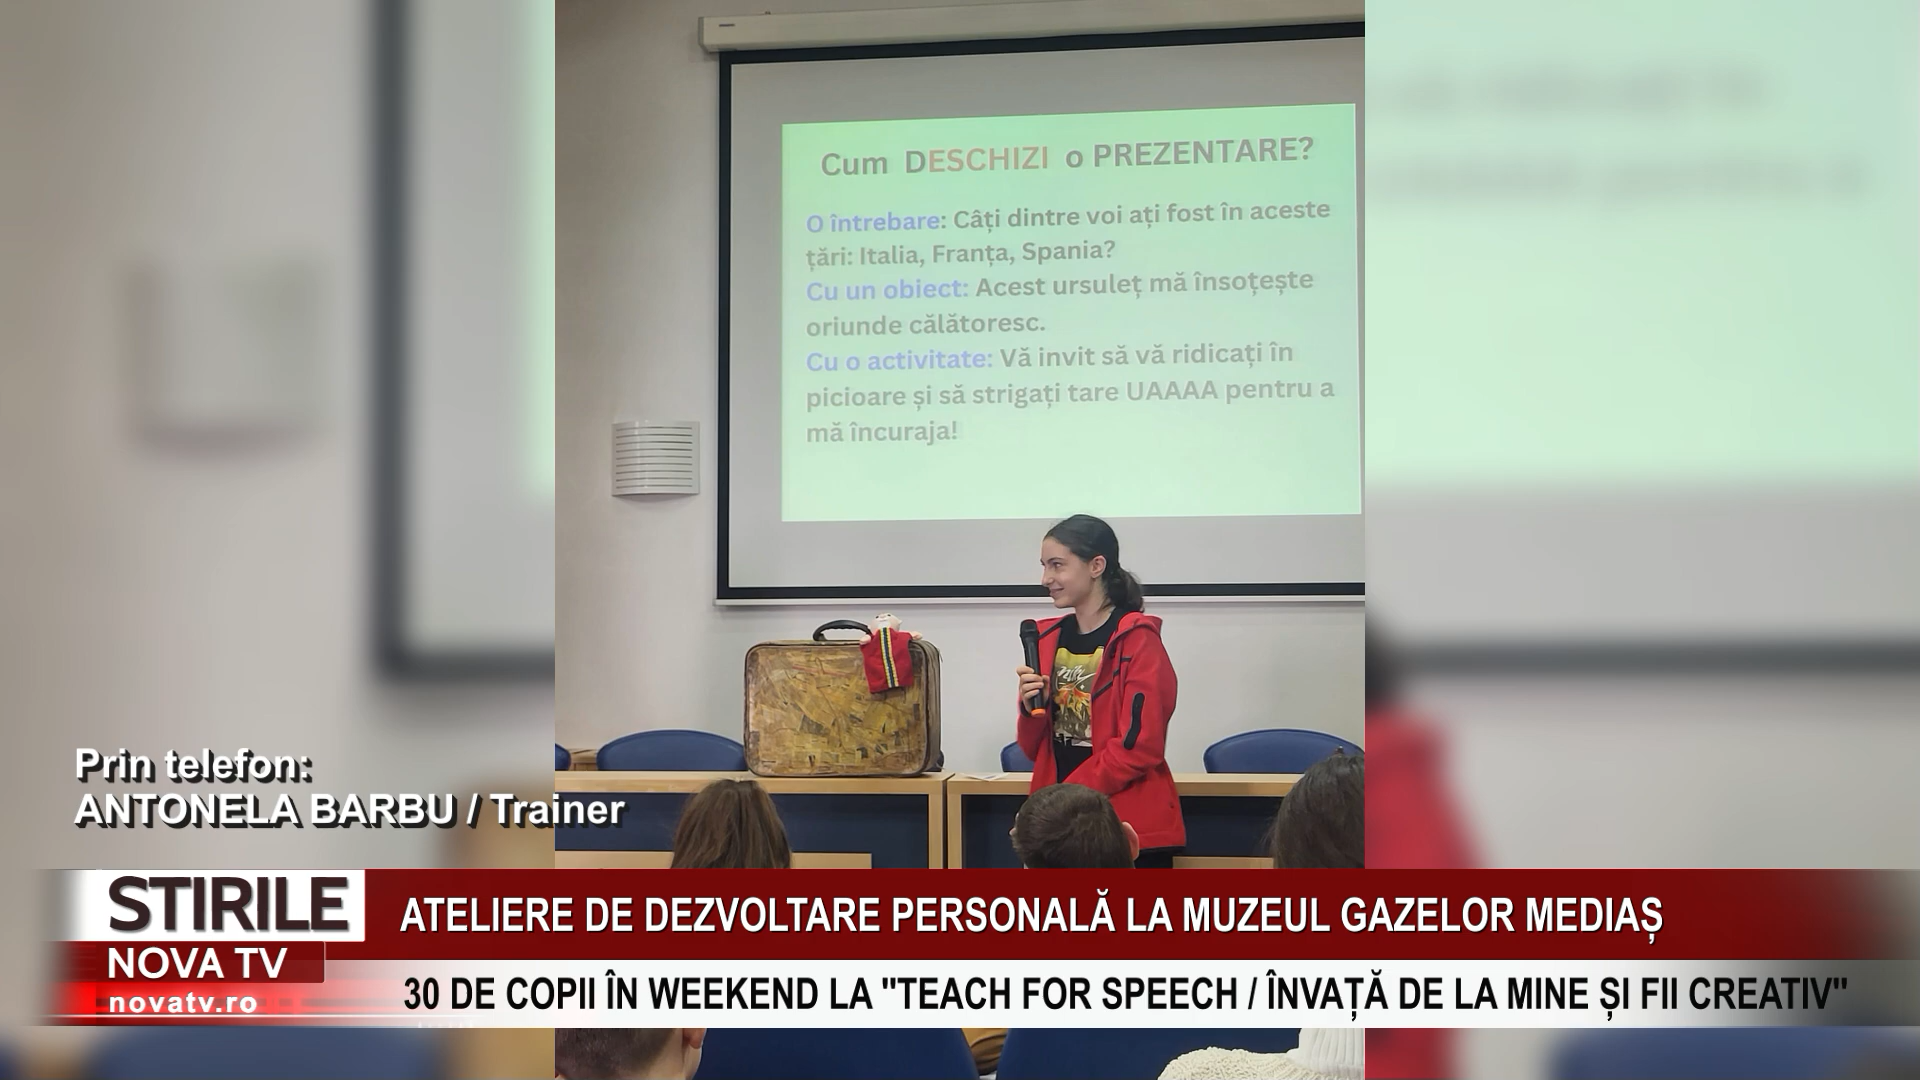 Cum DESCHIZI o PREZENTARE?
O întrebare: Câți dintre voi ați fost în aceste
țări: Italia, Franța, Spania?
Cu un obiect: Acest ursuleț mă însoțește
oriunde călătoresc.
Cu o activitate: Vă invit să vă ridicați în
picioare și să strigați tare UAAAA pentru a
mă încuraja!
Prin telefon:
ANTONELA BARBU / Trainer
STIRILE
NOVA TV
novatv.ro
ATELIERE DE DEZVOLTARE PERSONALĂ LA MUZEUL GAZELOR MEDIAȘ
30 DE COPII ÎN WEEKEND LA "TEACH FOR SPEECH / ÎNVAȚĂ DE LA MINE ȘI FII CREATIV"